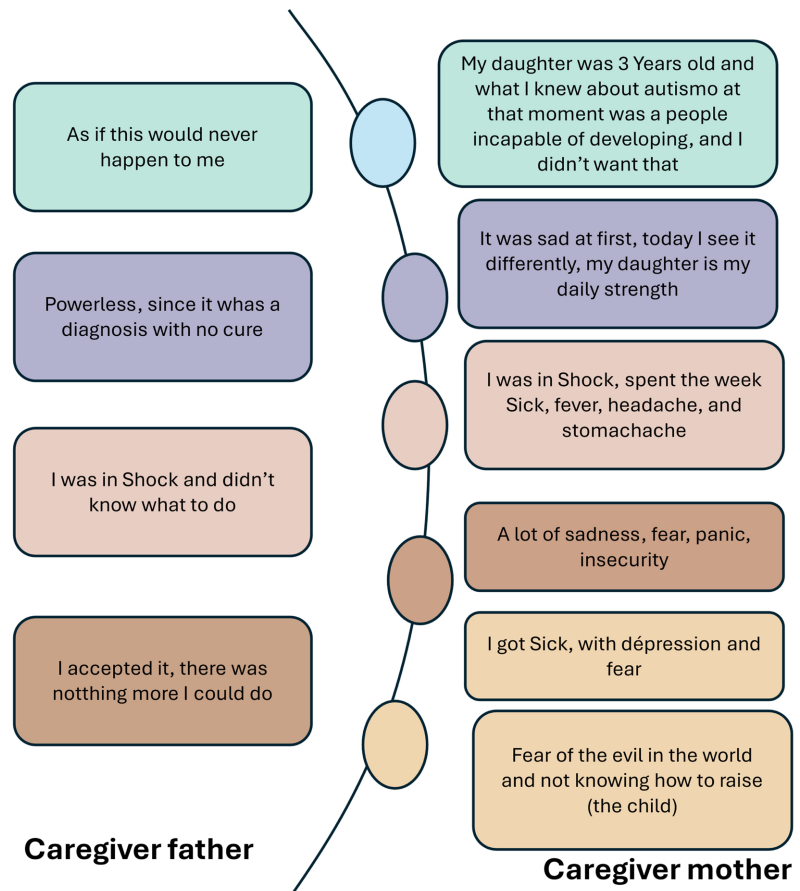 As if this would never
happen to me
Powerless, since it whas a
diagnosis with no cure
I was in Shock and didn't
know what to do
I accepted it, there was
notthing more I could do
Caregiver father
My daughter was 3 Years old and
what I knew about autismo at
that moment was a people
incapable of developing, and I
didn't want that
It was sad at first, today I see it
differently, my daughter is my
daily strength
I was in Shock, spent the week
Sick, fever, headache, and
stomachache
A lot of sadness, fear, panic,
insecurity
I got Sick, with dépression and
fear
Fear of the evil in the world
and not knowing how to raise
(the child)
Caregiver mother